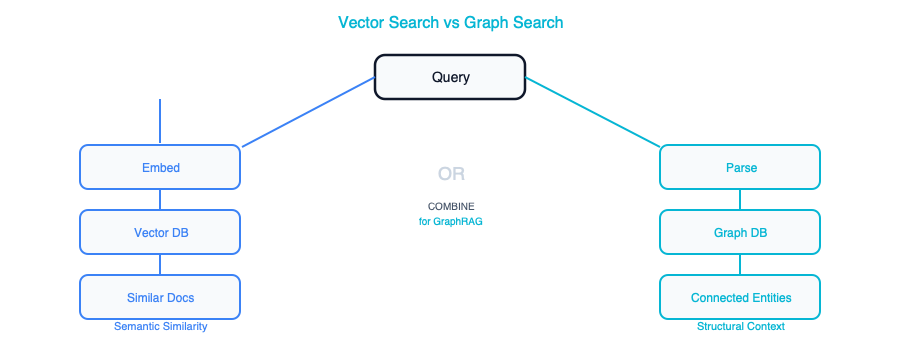 Vector Search vs Graph Search
Query
Embed
Vector DB
Similar Docs
Semantic Similarity
OR
COMBINE
for GraphRAG
Parse
Graph DB
Connected Entities
Structural Context